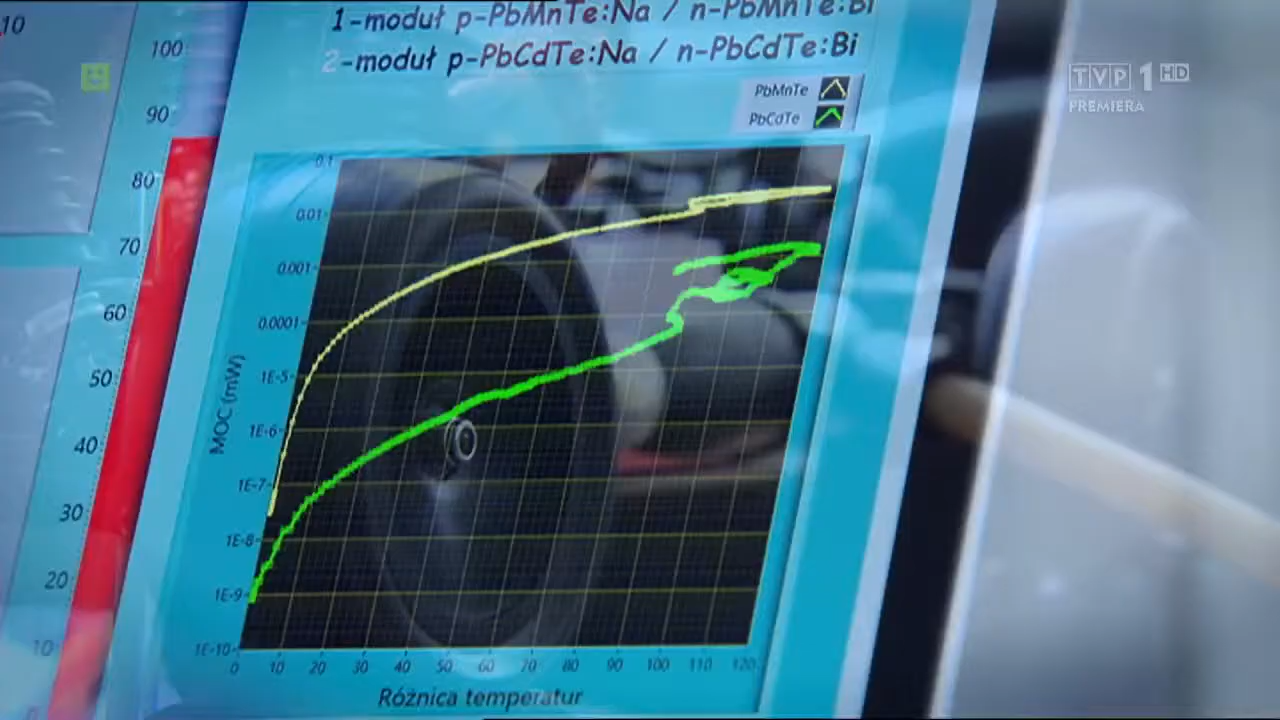 10
1-moduł p-PbMnTe:Na / n-PbMnTe:Bi
2-moduł p-PbCdTe:Na / n-PbCdTe:Bi
TVP 1 HD
PREMIERA
PbMnTe
PbCdTe
100
90
80
70
60
50
40
30
20
10
0.1
0.01
0.001
0.0001
1E-5
1E-6
1E-7
1E-8
1E-9
1E-10
MOC (mW)
0 10 20 30 40 50 60 70 80 90 100 110 120
Różnica temperatur